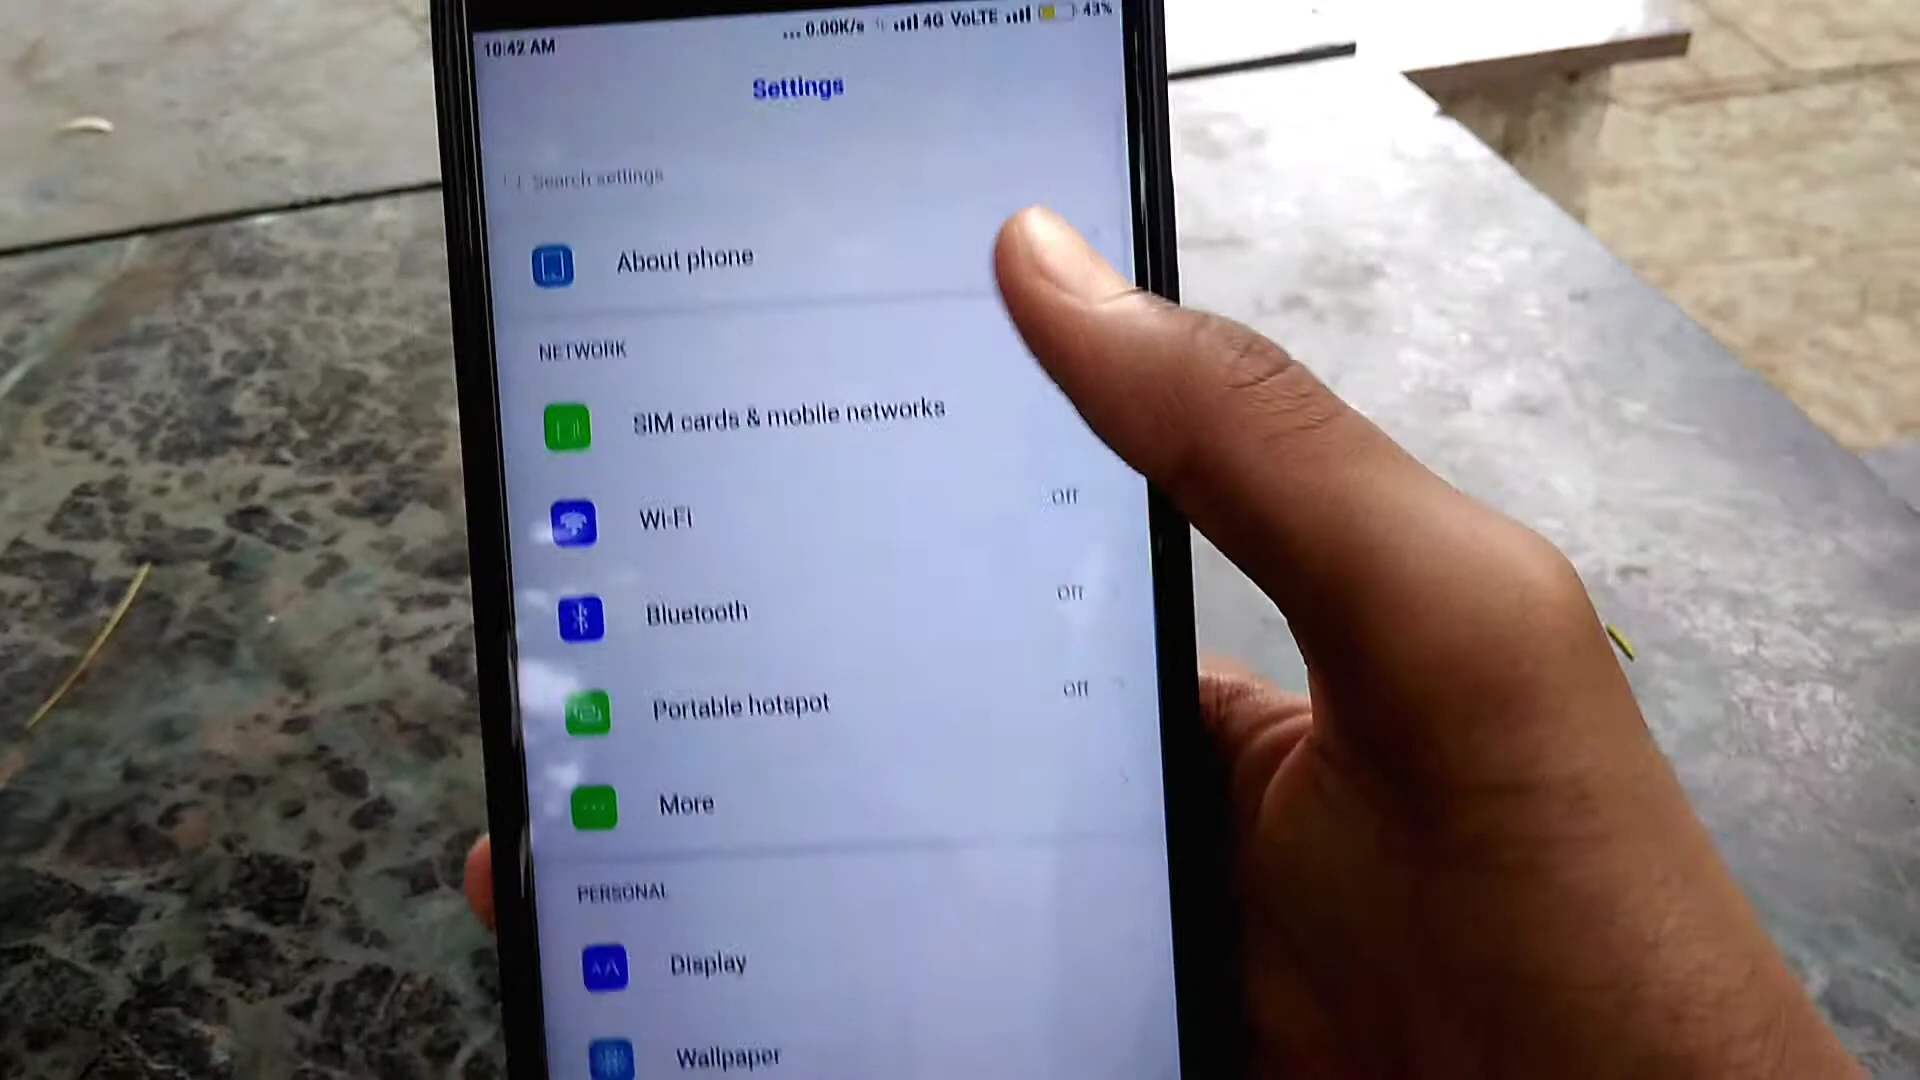 10:42 AM ... 0.00K/s 4G VoLTE 43%
Settings
Search settings
About phone
NETWORK
SIM cards & mobile networks
Wi-Fi Off
Bluetooth Off
Portable hotspot Off
More
PERSONAL
Display
Wallpaper